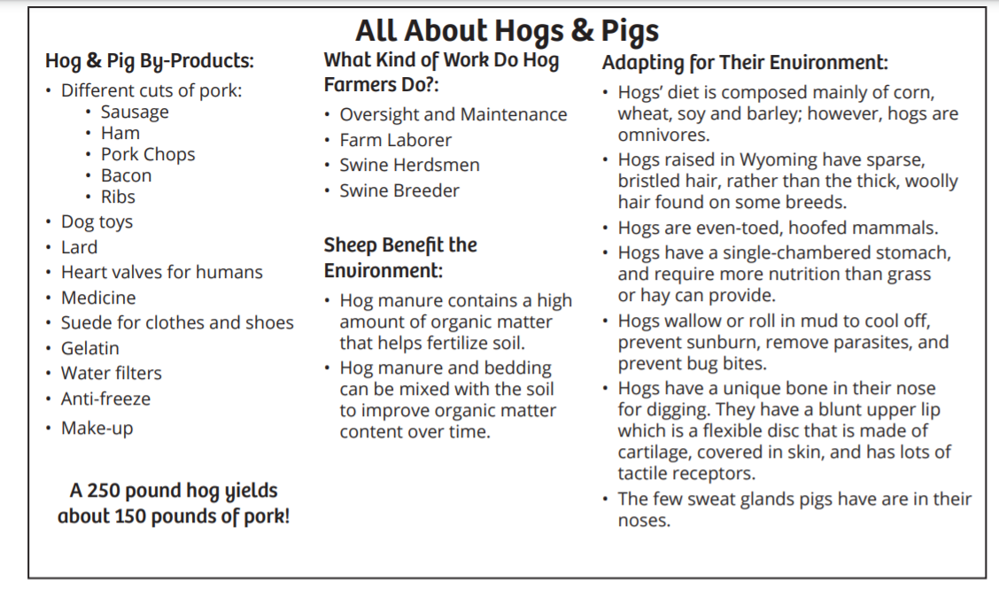 All About Hogs & Pigs
Hog & Pig By-Products:
• Different cuts of pork:
• Sausage
• Ham
• Pork Chops
• Bacon
• Ribs
• Dog toys
• Lard
• Heart valves for humans
• Medicine
• Suede for clothes and shoes
• Gelatin
• Water filters
• Anti-freeze
• Make-up
A 250 pound hog yields
about 150 pounds of pork!
What Kind of Work Do Hog
Farmers Do?:
• Oversight and Maintenance
• Farm Laborer
• Swine Herdsmen
• Swine Breeder
Sheep Benefit the
Environment:
• Hog manure contains a high
amount of organic matter
that helps fertilize soil.
• Hog manure and bedding
can be mixed with the soil
to improve organic matter
content over time.
Adapting for Their Environment:
• Hogs’ diet is composed mainly of corn,
wheat, soy and barley; however, hogs are
omnivores.
• Hogs raised in Wyoming have sparse,
bristled hair, rather than the thick, woolly
hair found on some breeds.
• Hogs are even-toed, hoofed mammals.
• Hogs have a single-chambered stomach,
and require more nutrition than grass
or hay can provide.
• Hogs wallow or roll in mud to cool off,
prevent sunburn, remove parasites, and
prevent bug bites.
• Hogs have a unique bone in their nose
for digging. They have a blunt upper lip
which is a flexible disc that is made of
cartilage, covered in skin, and has lots of
tactile receptors.
• The few sweat glands pigs have are in their
noses.